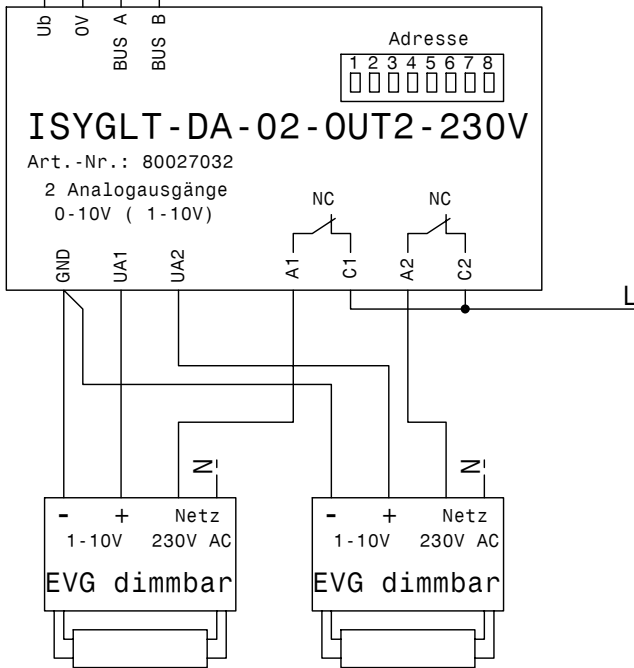 Ub
0V
BUS A
BUS B
Adresse
1 2 3 4 5 6 7 8
ISYGLT-DA-02-OUT2-230V
Art.-Nr.: 80027032
2 Analogausgänge
0-10V ( 1-10V)
NC
NC
GND
UA1
UA2
A1
C1
A2
C2
L
N
N
- + Netz
1-10V 230V AC
EVG dimmbar
- + Netz
1-10V 230V AC
EVG dimmbar